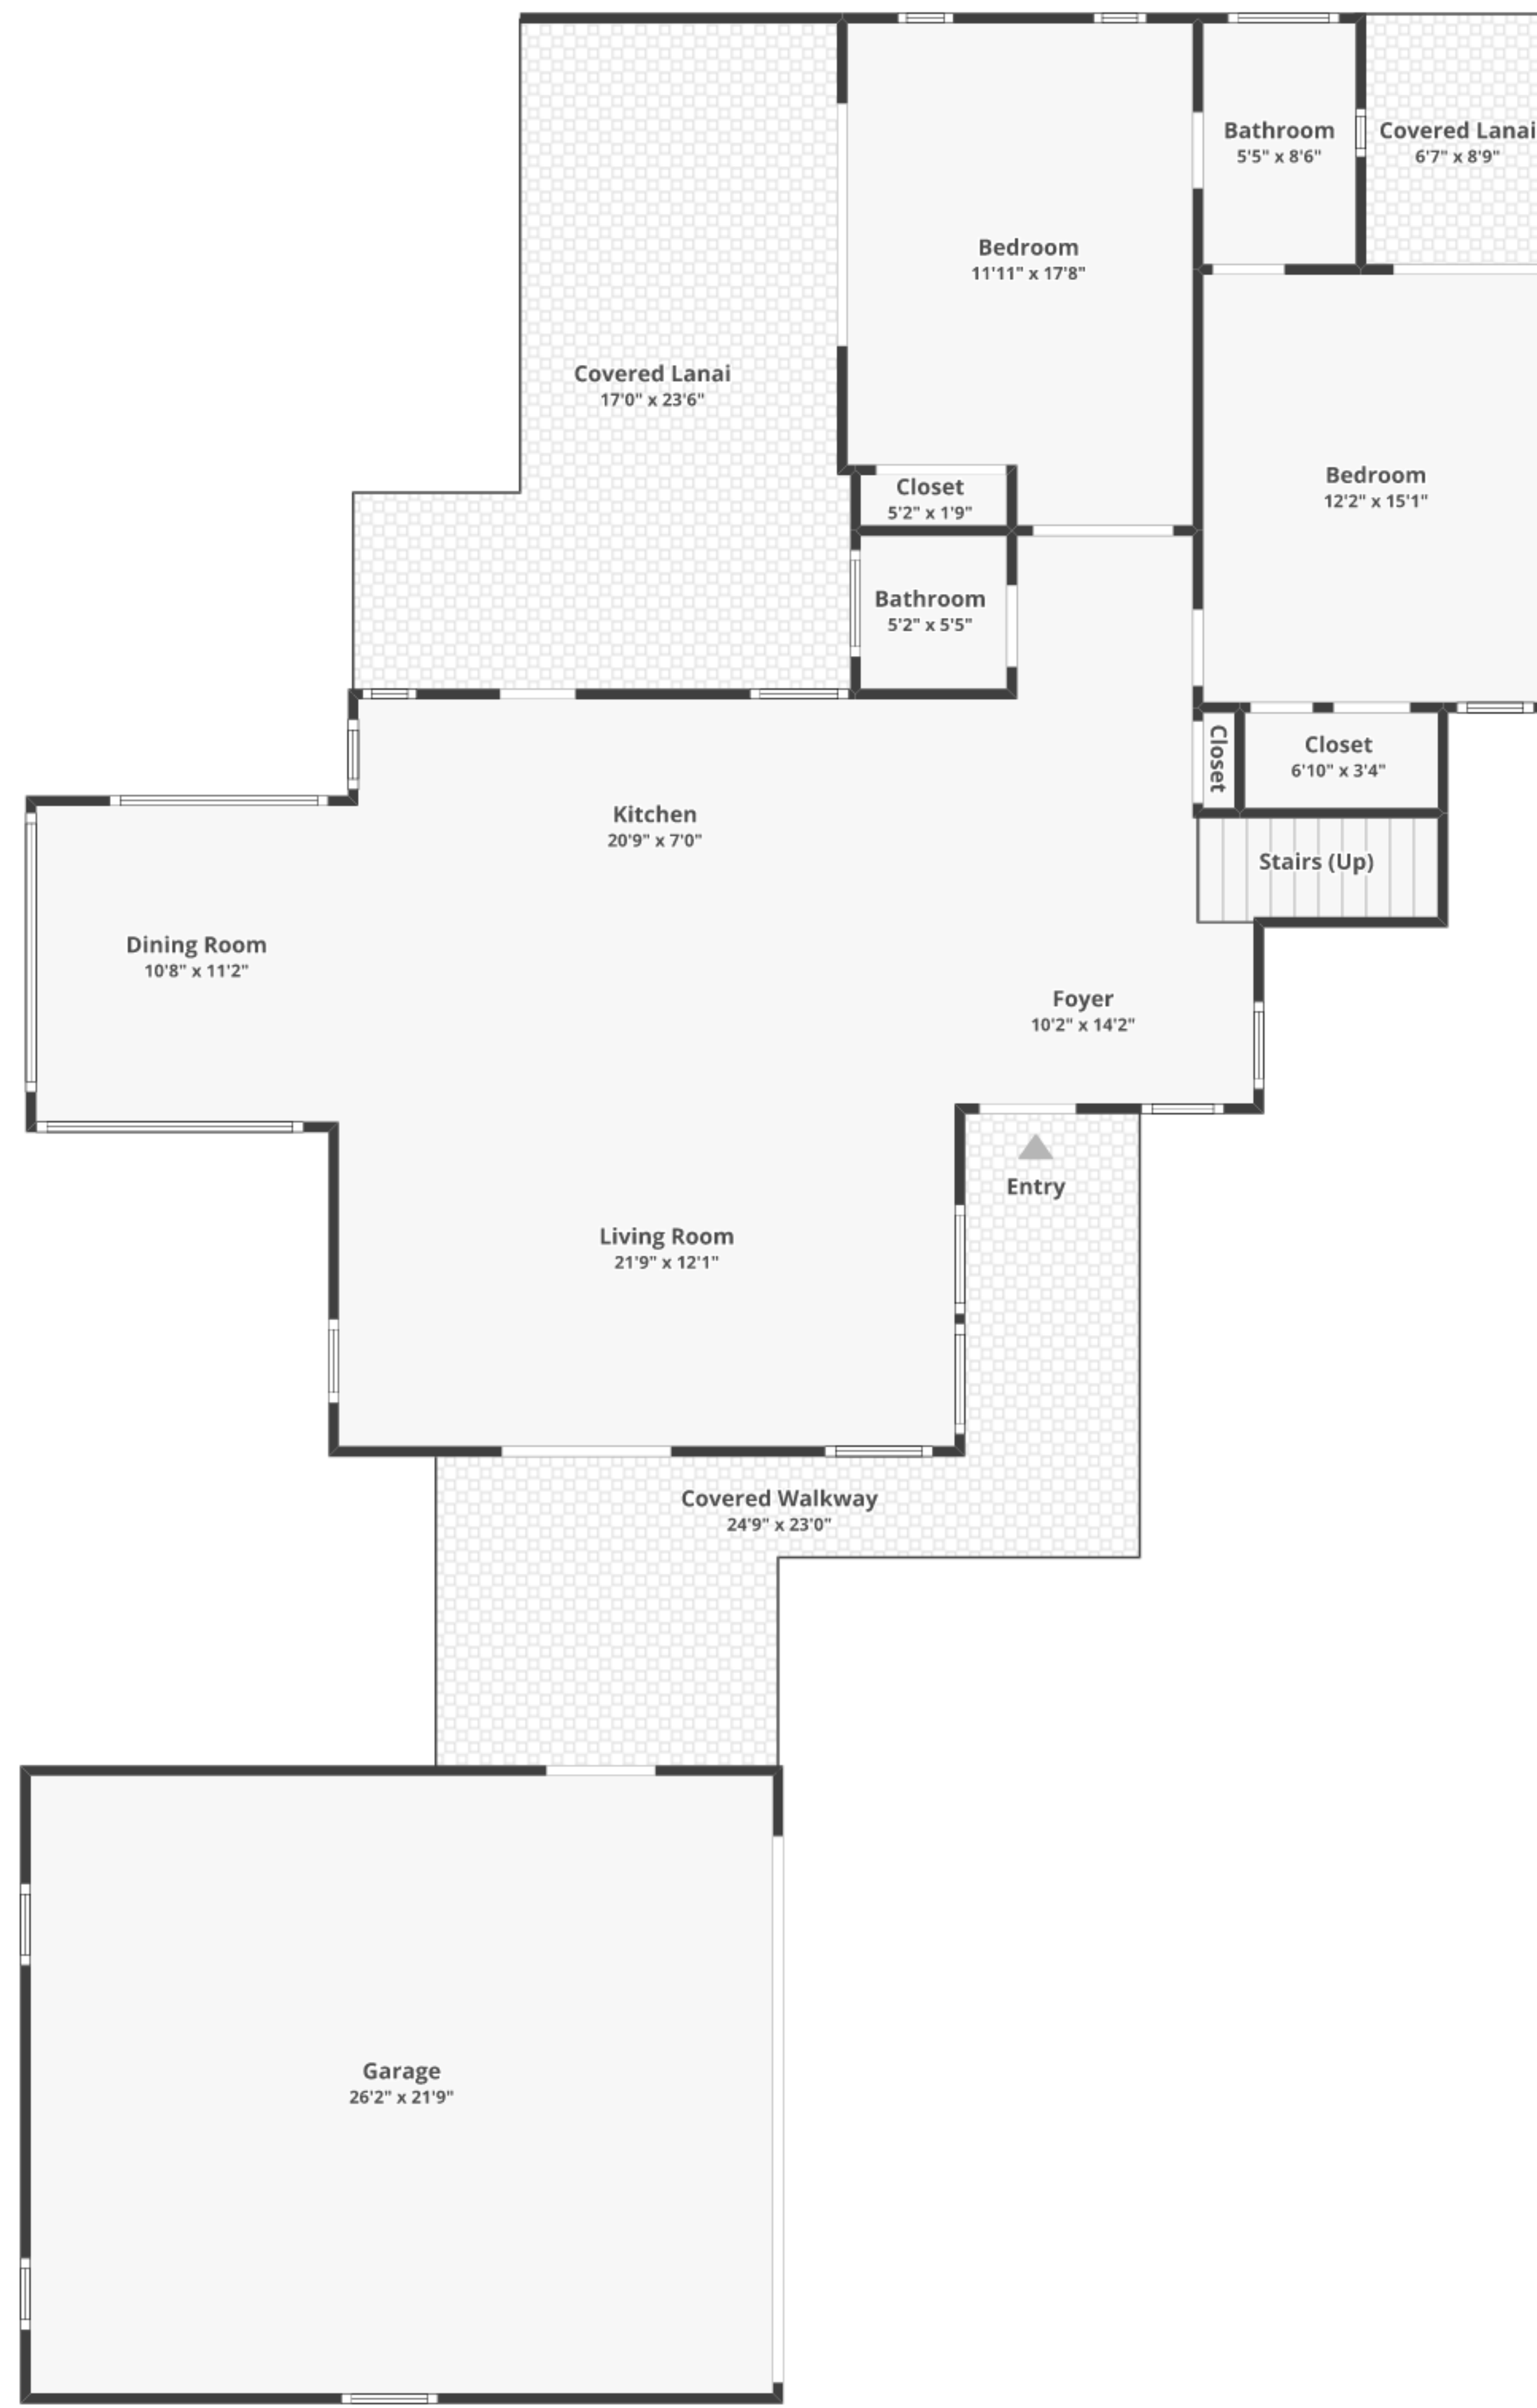 Bathroom
5'5" x 8'6"
Covered Lanai
6'7" x 8'9"
Bedroom
11'11" x 17'8"
Covered Lanai
17'0" x 23'6"
Closet
5'2" x 1'9"
Bedroom
12'2" x 15'1"
Bathroom
5'2" x 5'5"
Closet
Closet
6'10" x 3'4"
Kitchen
20'9" x 7'0"
Stairs (Up)
Dining Room
10'8" x 11'2"
Foyer
10'2" x 14'2"
Entry
Living Room
21'9" x 12'1"
Covered Walkway
24'9" x 23'0"
Garage
26'2" x 21'9"